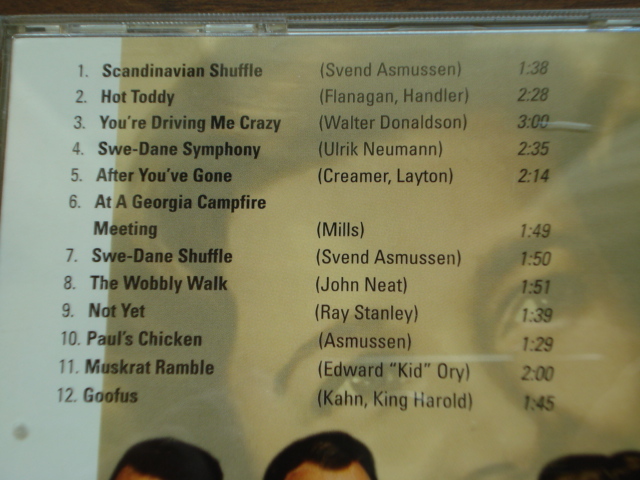 1. Scandinavian Shuffle (Svend Asmussen) 1:38
2. Hot Toddy (Flanagan, Handler) 2:28
3. You're Driving Me Crazy (Walter Donaldson) 3:00
4. Swe-Dane Symphony (Ulrik Neumann) 2:35
5. After You've Gone (Creamer, Layton) 2:14
6. At A Georgia Campfire
Meeting (Mills) 1:49
7. Swe-Dane Shuffle (Svend Asmussen) 1:50
8. The Wobbly Walk (John Neat) 1:51
9. Not Yet (Ray Stanley) 1:39
10. Paul's Chicken (Asmussen) 1:29
11. Muskrat Ramble (Edward "Kid" Ory) 2:00
12. Goofus (Kahn, King Harold) 1:45